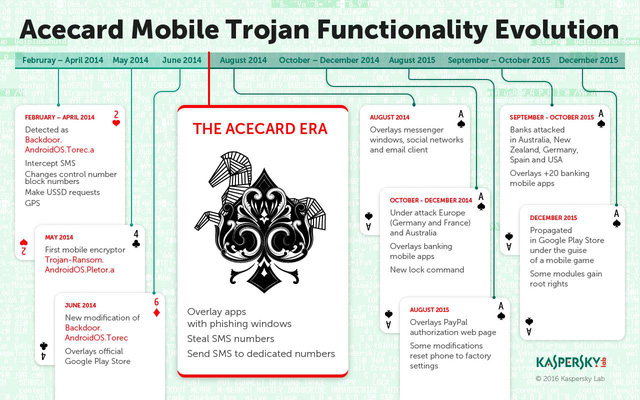 Acecard Mobile Trojan Functionality Evolution
Februray – April 2014 May 2014 June 2014 August 2014 October – December 2014 August 2015 September – October 2015 December 2015
FEBRUARY – APRIL 2014
2
Detected as
Backdoor.
AndroidOS.Torec.a
Intercept SMS
Changes control number
block numbers
Make USSD requests
GPS
2
MAY 2014
4
First mobile encryptor
Trojan-Ransom.
AndroidOS.Pletor.a
4
JUNE 2014
6
New modification of
Backdoor.
AndroidOS.Torec
Overlays official
Google Play Store
THE ACECARD ERA
Overlay apps
with phishing windows
Steal SMS numbers
Send SMS to dedicated numbers
AUGUST 2014
A
Overlays messenger
windows, social networks
and email client
A
OCTOBER - DECEMBER 2014
A
Under attack Europe
(Germany and France)
and Australia
Overlays banking
mobile apps
New lock command
A
AUGUST 2015
A
Overlays PayPal
authorization web page
Some modifications
reset phone to factory
settings
SEPTEMBER - OCTOBER 2015
A
Banks attacked
in Australia, New
Zealand, Germany,
Spain and USA
Overlays +20 banking
mobile apps
A
DECEMBER 2015
A
Propagated
in Google Play Store
under the guise
of a mobile game
Some modules gain
root rights
A
KASPERSKY lab
© 2016 Kaspersky Lab